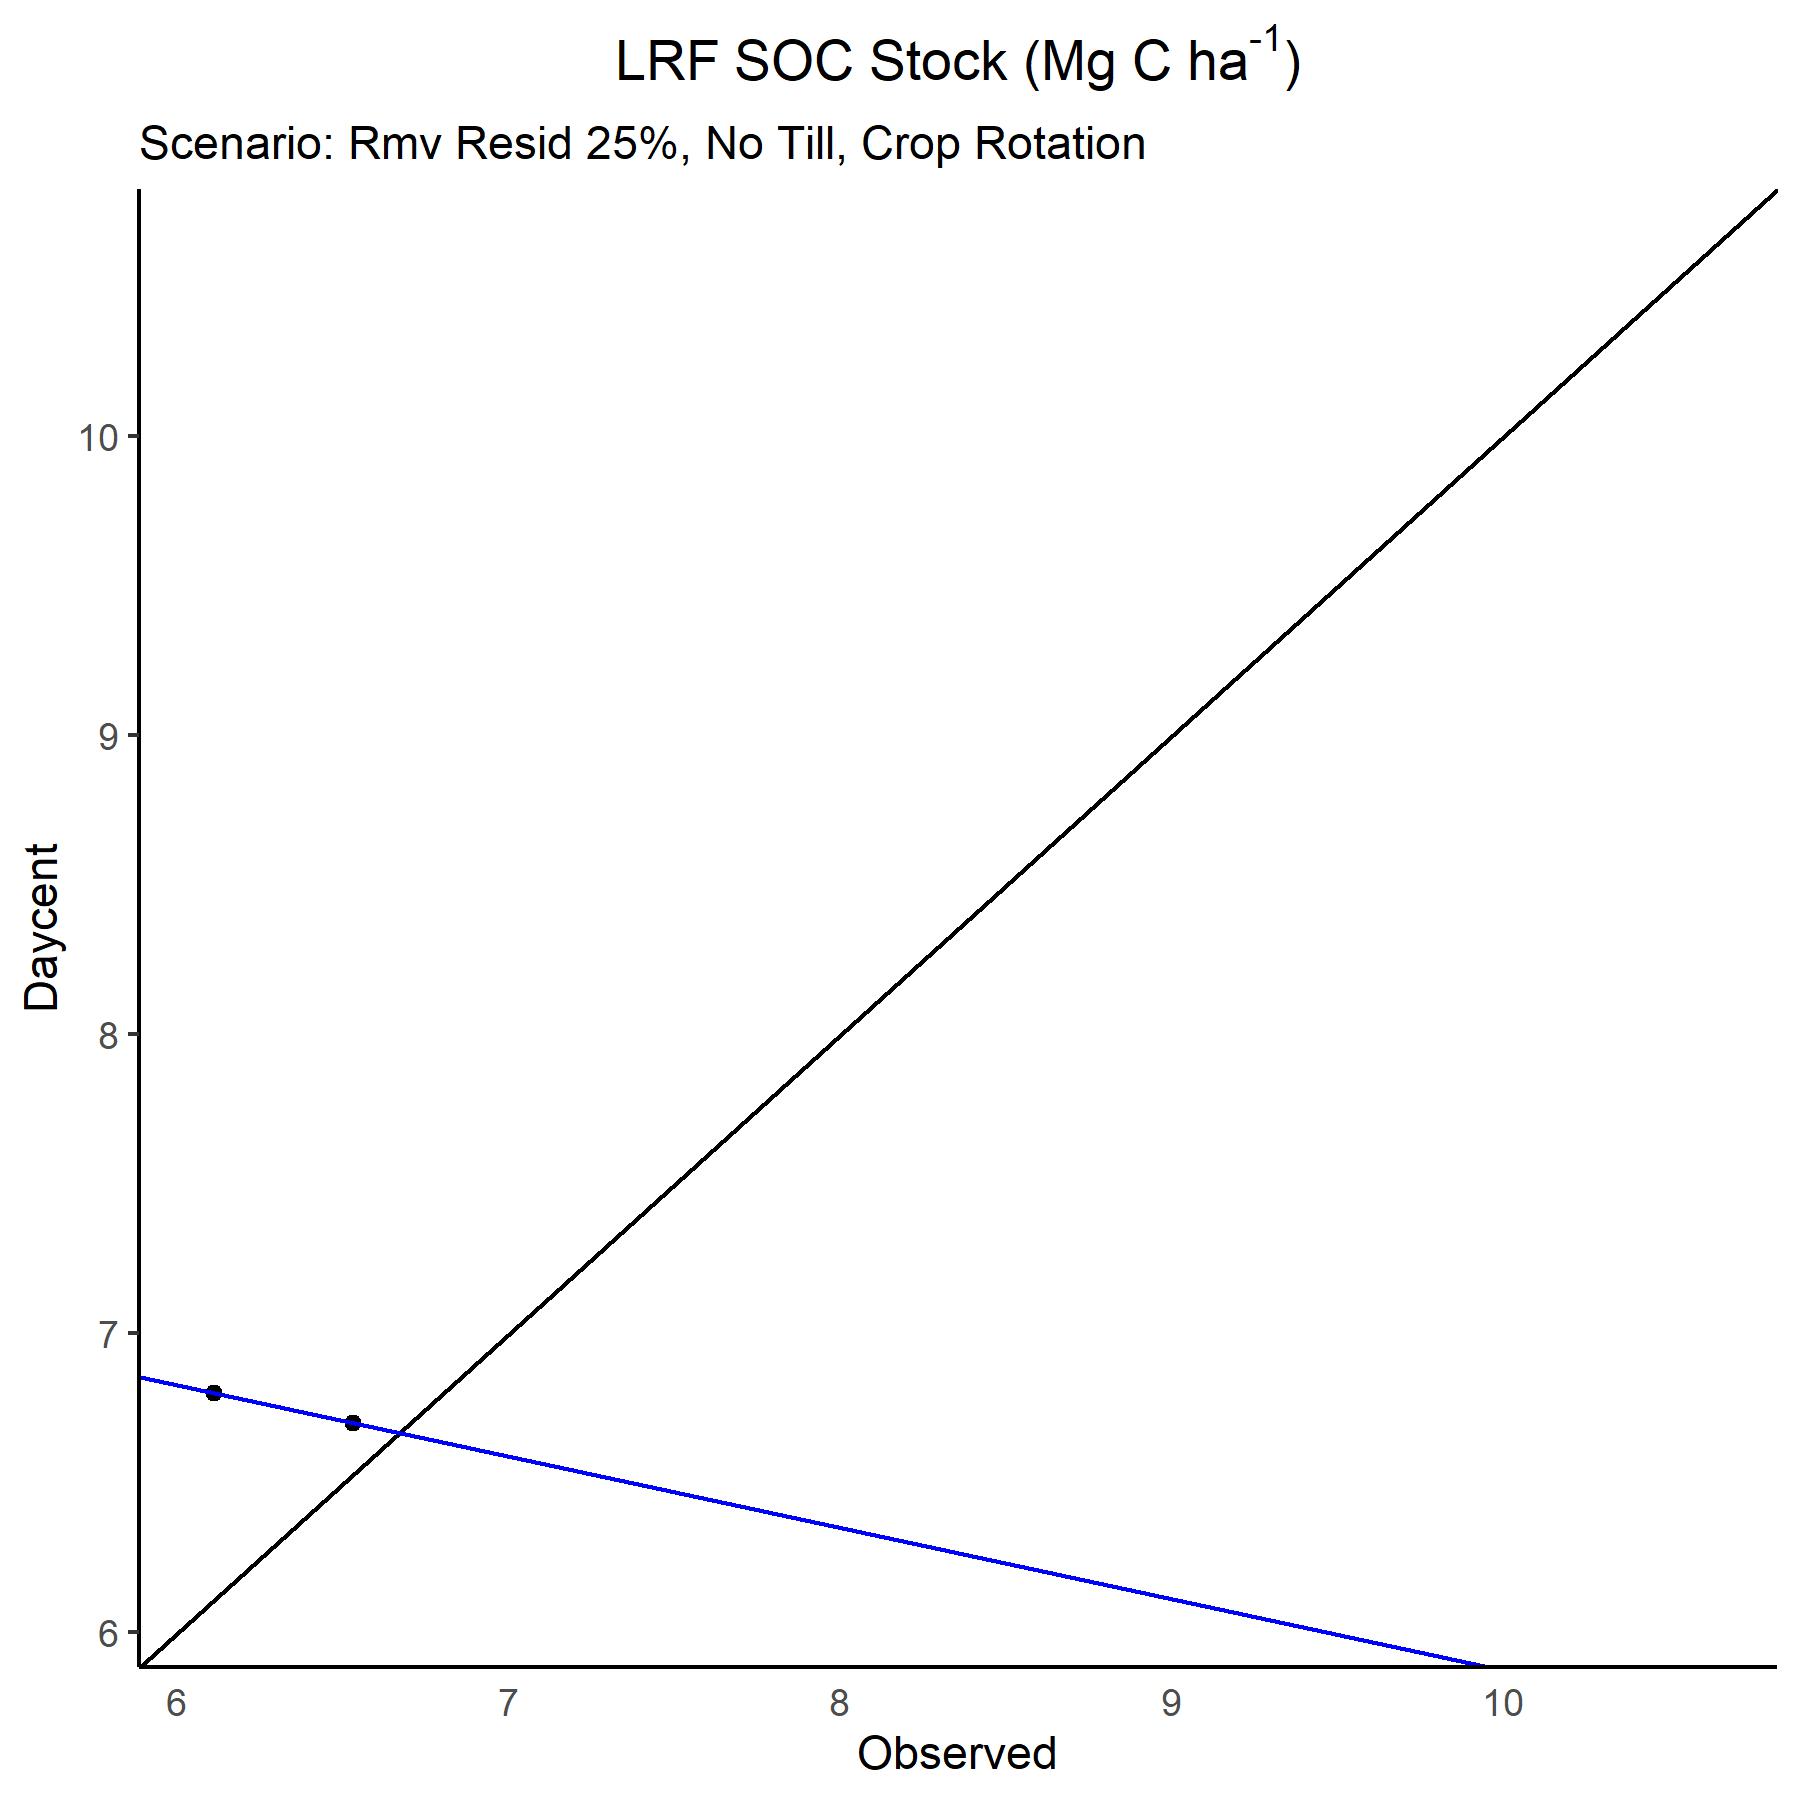 LRF SOC Stock (Mg C ha⁻¹)
Scenario: Rmv Resid 25%, No Till, Crop Rotation
Daycent
10
9
8
7
6
6 7 8 9 10
Observed